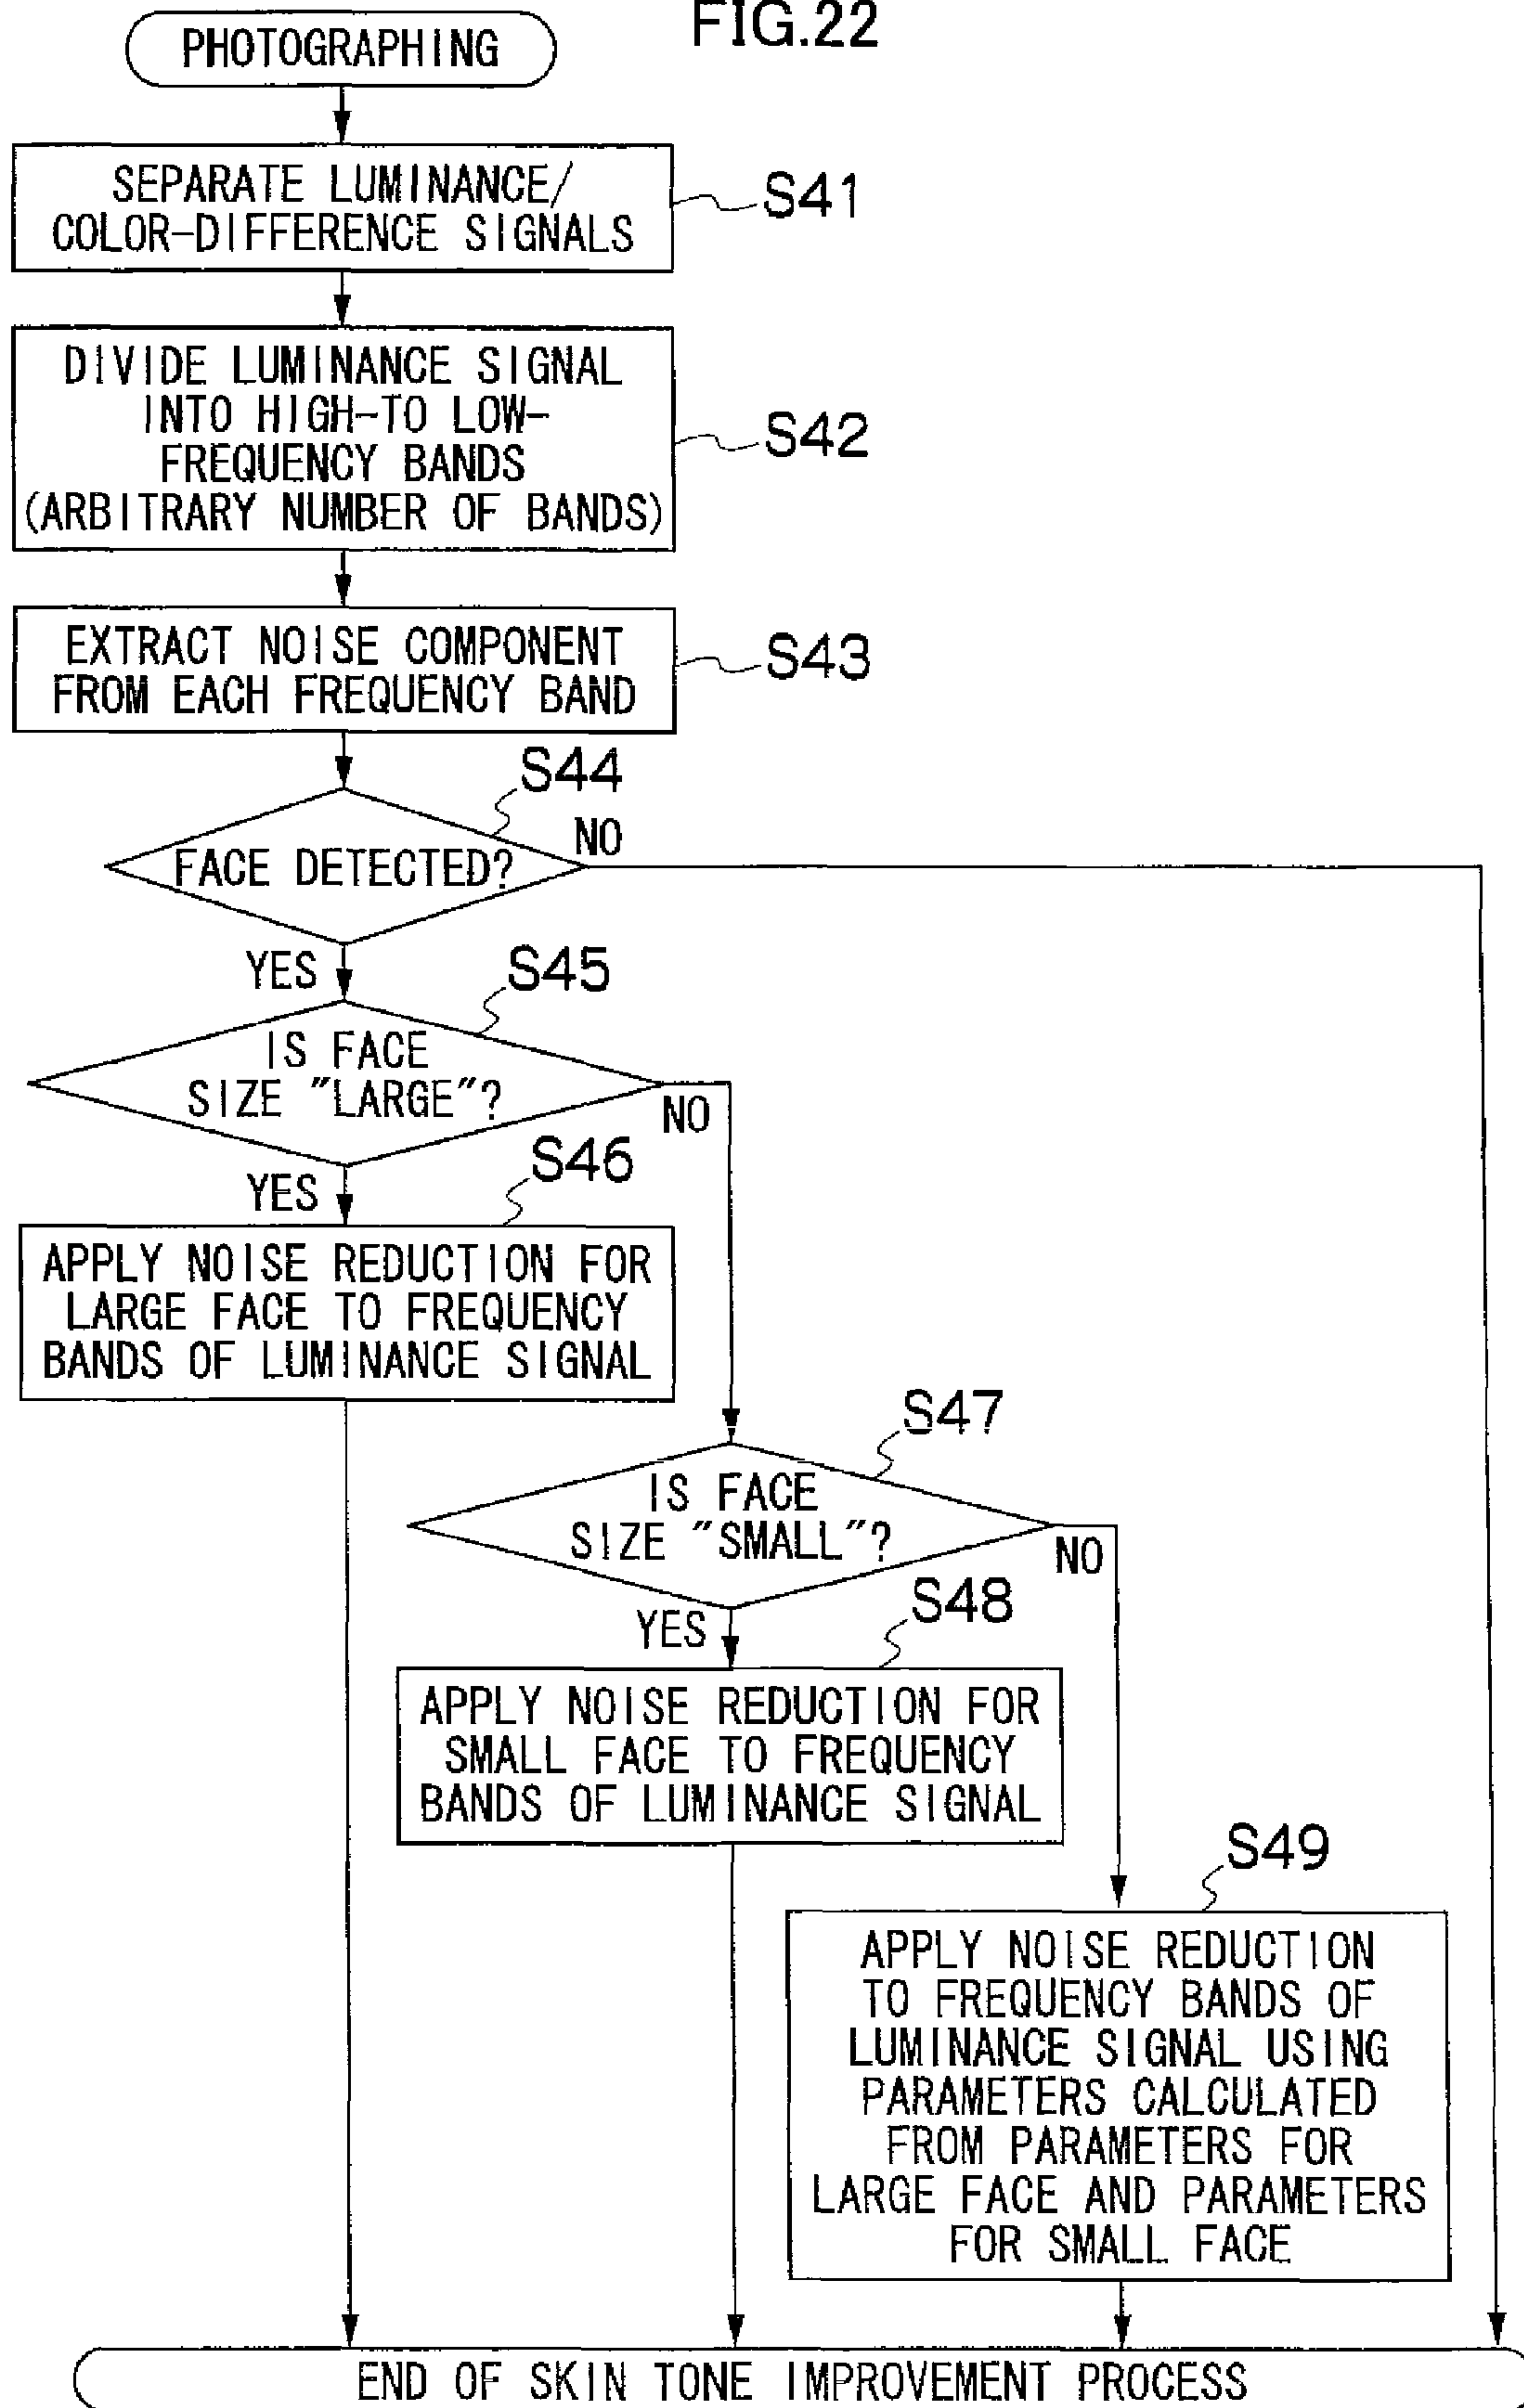 FIG.22
PHOTOGRAPHING
SEPARATE LUMINANCE/
COLOR-DIFFERENCE SIGNALS
S41
DIVIDE LUMINANCE SIGNAL
INTO HIGH-TO LOW-
FREQUENCY BANDS
(ARBITRARY NUMBER OF BANDS)
S42
EXTRACT NOISE COMPONENT
FROM EACH FREQUENCY BAND
S43
S44
FACE DETECTED?
NO
YES
S45
IS FACE
SIZE "LARGE"?
NO
YES
S46
APPLY NOISE REDUCTION FOR
LARGE FACE TO FREQUENCY
BANDS OF LUMINANCE SIGNAL
S47
IS FACE
SIZE "SMALL"?
NO
YES
S48
APPLY NOISE REDUCTION FOR
SMALL FACE TO FREQUENCY
BANDS OF LUMINANCE SIGNAL
S49
APPLY NOISE REDUCTION
TO FREQUENCY BANDS OF
LUMINANCE SIGNAL USING
PARAMETERS CALCULATED
FROM PARAMETERS FOR
LARGE FACE AND PARAMETERS
FOR SMALL FACE
END OF SKIN TONE IMPROVEMENT PROCESS